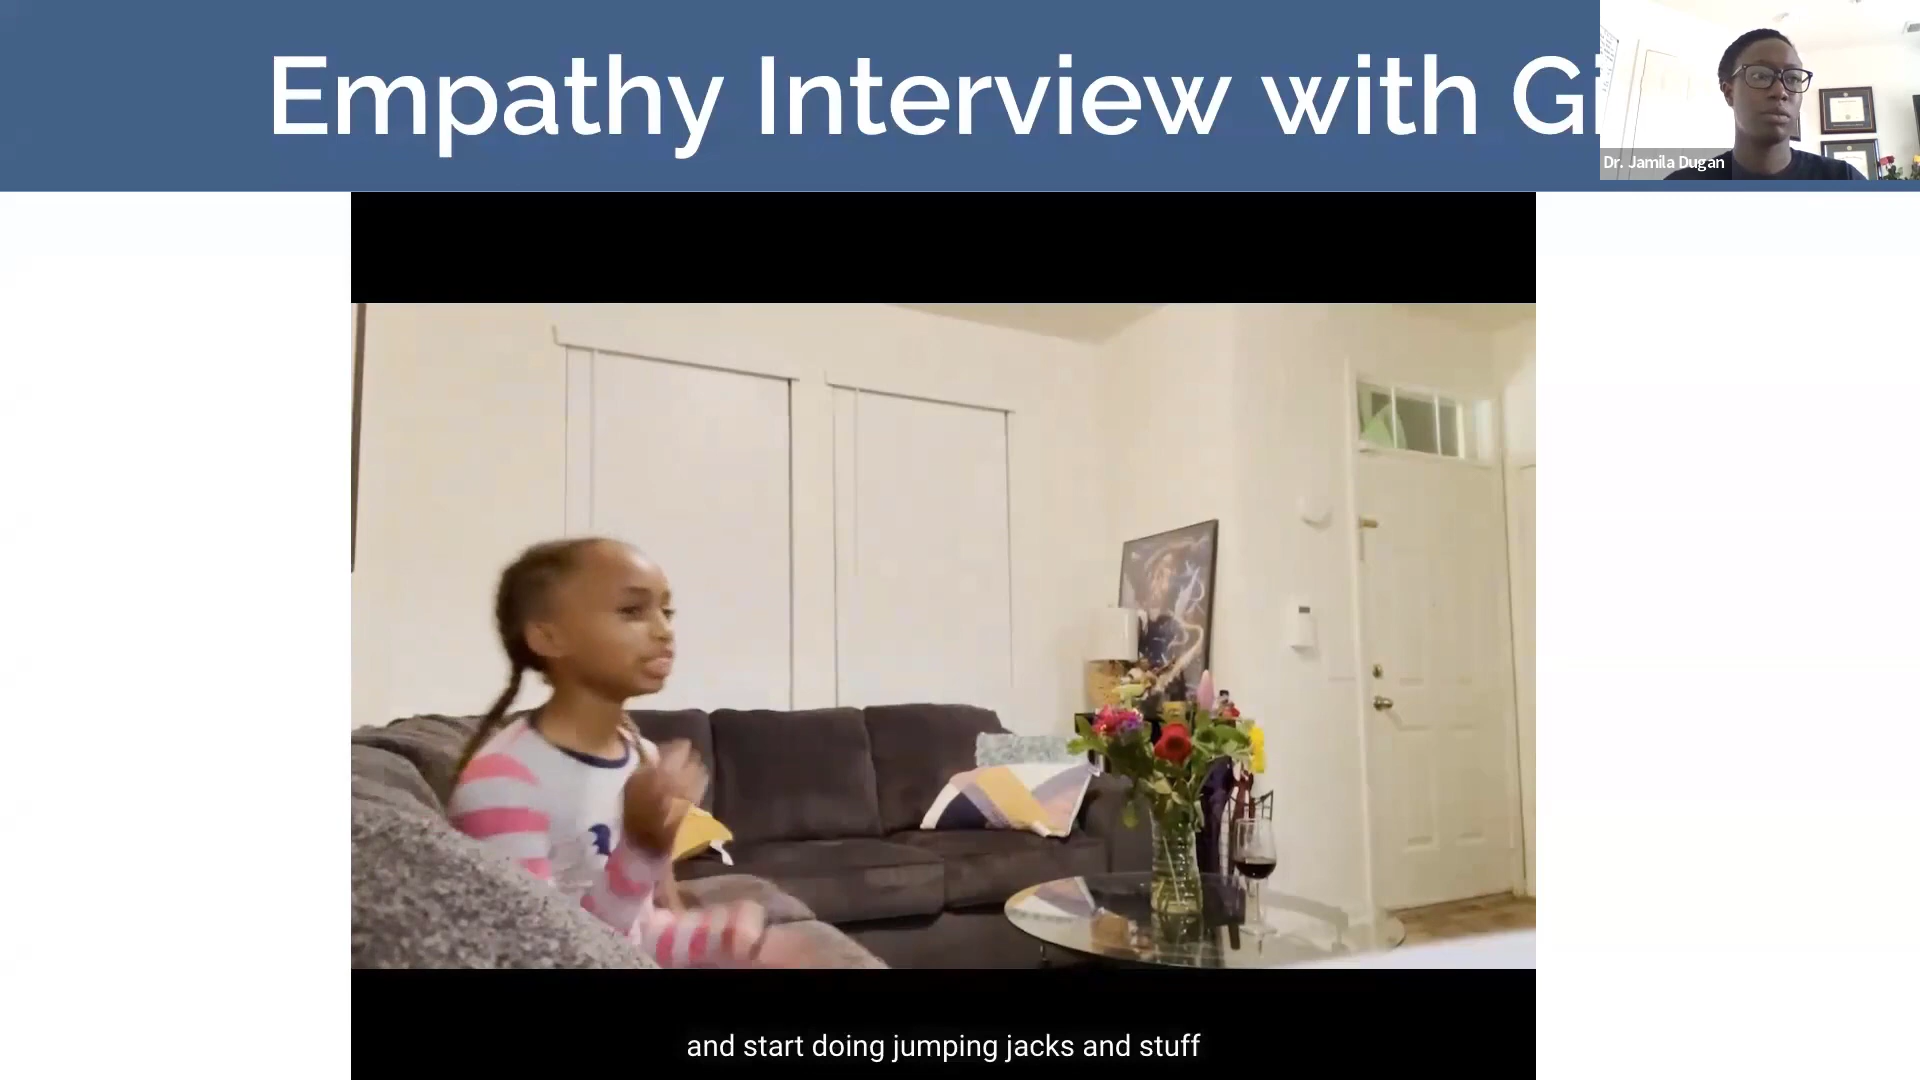 Empathy Interview with Gi
Dr. Jamila Dugan
and start doing jumping jacks and stuff